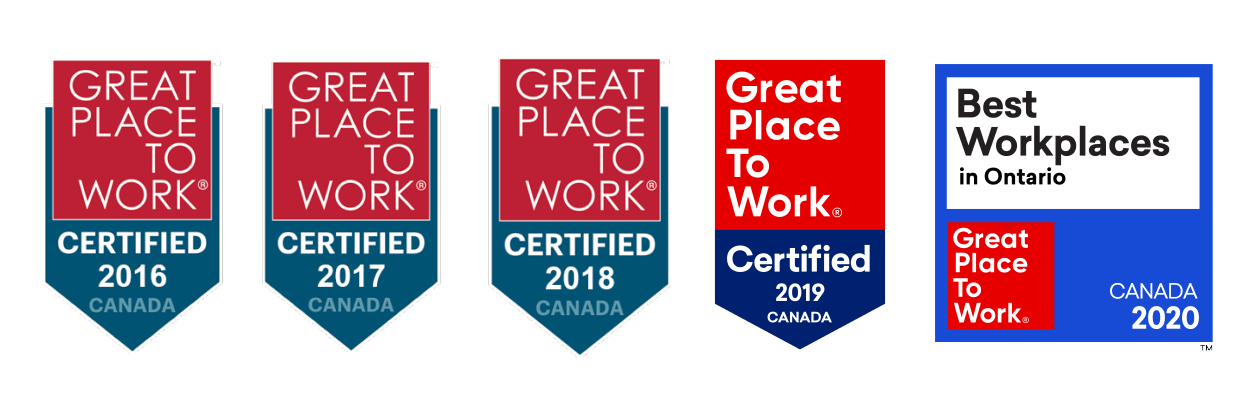 GREAT
PLACE
TO
WORK®
CERTIFIED
2016
CANADA
GREAT
PLACE
TO
WORK®
CERTIFIED
2017
CANADA
GREAT
PLACE
TO
WORK®
CERTIFIED
2018
CANADA
Great
Place
To
Work®
Certified
2019
CANADA
Best
Workplaces
in Ontario
Great
Place
To
Work®
CANADA
2020
TM